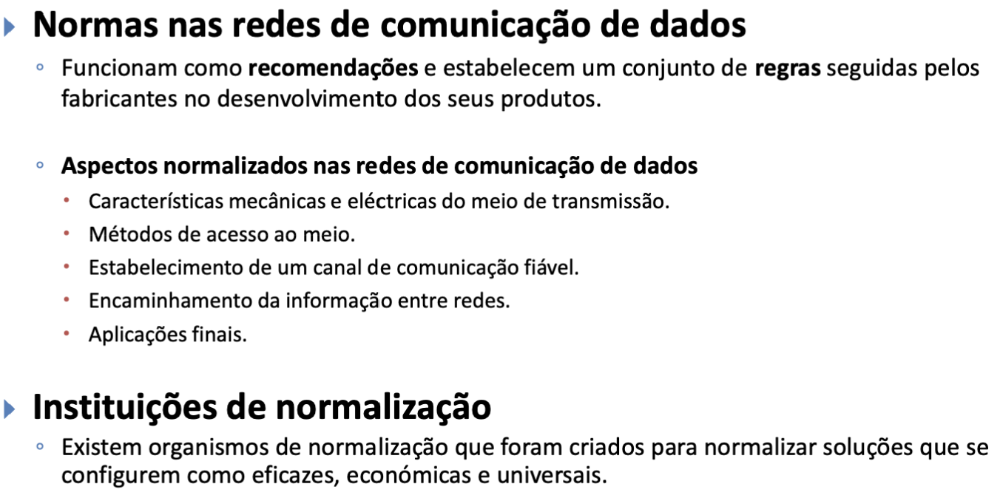 Normas nas redes de comunicação de dados
Funcionam como recomendações e estabelecem um conjunto de regras seguidas pelos
fabricantes no desenvolvimento dos seus produtos.
Aspectos normalizados nas redes de comunicação de dados
Características mecânicas e eléctricas do meio de transmissão.
Métodos de acesso ao meio.
Estabelecimento de um canal de comunicação fiável.
Encaminhamento da informação entre redes.
Aplicações finais.
Instituições de normalização
Existem organismos de normalização que foram criados para normalizar soluções que se
configurem como eficazes, económicas e universais.